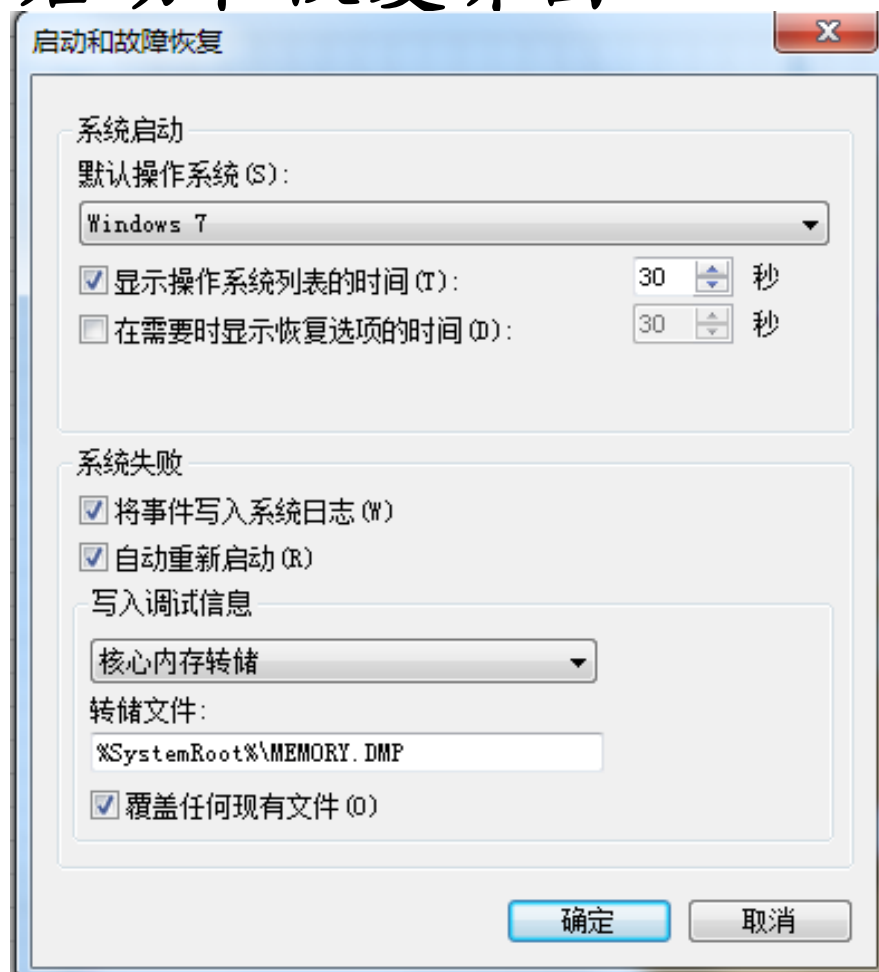 启动和故障恢复
系统启动
默认操作系统(S):
Windows 7
显示操作系统列表的时间(T): 30 秒
在需要时显示恢复选项的时间(D): 30 秒
系统失败
将事件写入系统日志(W)
自动重新启动(R)
写入调试信息
核心内存转储
转储文件:
%SystemRoot%\MEMORY.DMP
覆盖任何现有文件(O)
确定 取消